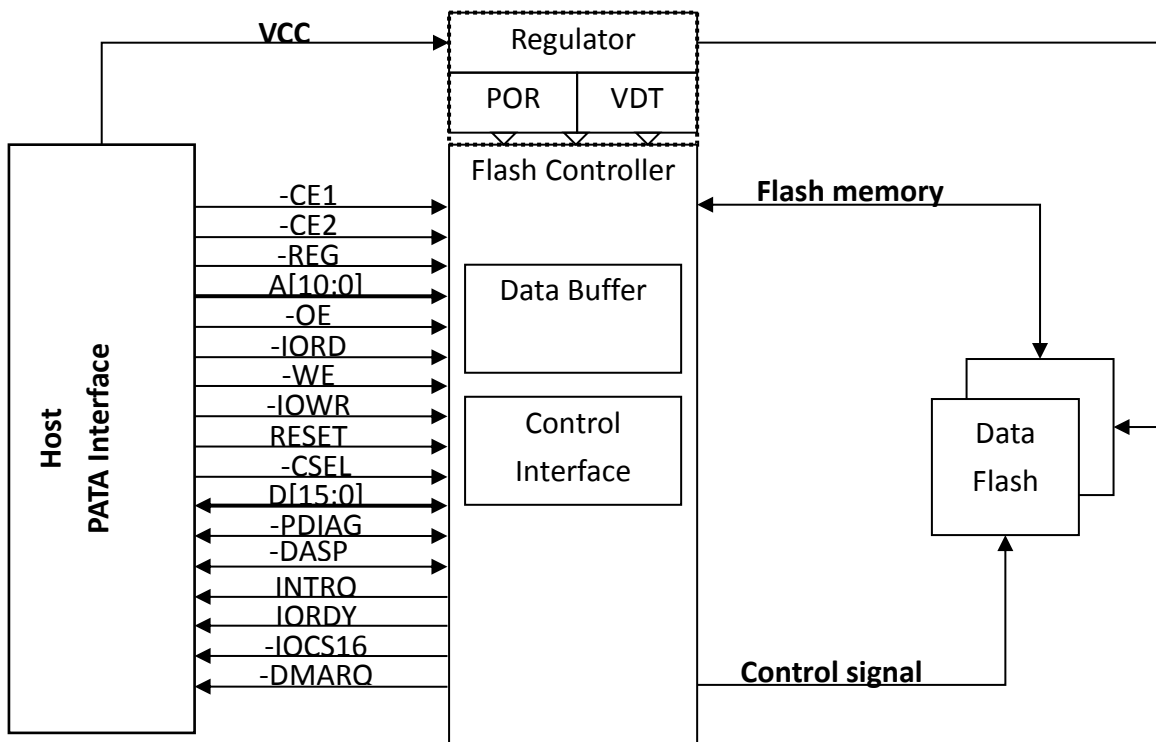 VCC
Regulator
POR
VDT
Flash Controller
-CE1
-CE2
-REG
A[10:0]
-OE
-IORD
-WE
-IOWR
RESET
-CSEL
D[15:0]
-PDIAG
-DASP
INTRQ
IORDY
-IOCS16
-DMARQ
Host
PATA Interface
Data Buffer
Control
Interface
Flash memory
Data
Flash
Control signal